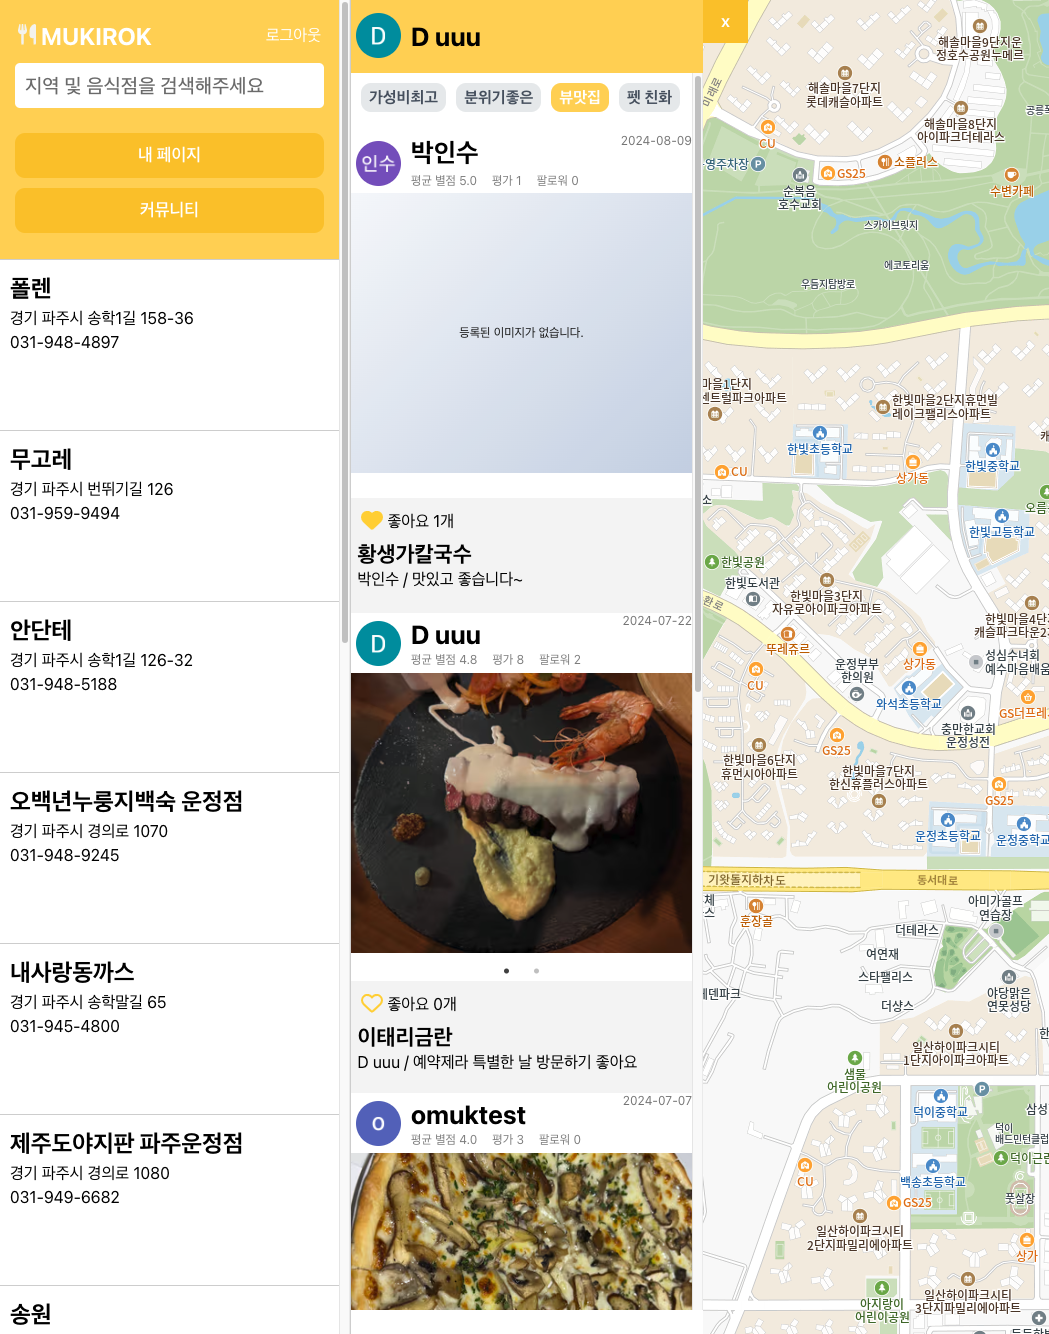 MUKIROK
로그아웃
지역 및 음식점을 검색해주세요
내 페이지
커뮤니티
폴렌
경기 파주시 송학1길 158-36
031-948-4897
무고레
경기 파주시 번뛰기길 126
031-959-9494
안단테
경기 파주시 송학1길 126-32
031-948-5188
오백년누룽지백숙 운정점
경기 파주시 경의로 1070
031-948-9245
내사랑동까스
경기 파주시 송학말길 65
031-945-4800
제주도야지판 파주운정점
경기 파주시 경의로 1080
031-949-6682
송원
D
D uuu
가성비최고 분위기좋은 뷰맛집 펫 친화
2024-08-09
인수
박인수
평균 별점 5.0 평가 1 팔로워 0
등록된 이미지가 없습니다.
좋아요 1개
황생가칼국수
박인수 / 맛있고 좋습니다~
2024-07-22
D
D uuu
평균 별점 4.8 평가 8 팔로워 2
좋아요 0개
이태리금란
D uuu / 예약제라 특별한 날 방문하기 좋아요
2024-07-07
o
omuktest
평균 별점 4.0 평가 3 팔로워 0
x
해솔마을9단지운
정호수공원누메르
미래로
해솔마을7단지
롯데캐슬아파트
해솔마을8단지
아이파크더테라스
공릉폭
CU
영주차장
P
순복음
호수교회
GS25
소플러스
수변카페
스카이브릿지
에코토리움
우듬지탐방로
마을1단지
센트럴파크아파트
한빛마을2단지휴먼빌
레이크팰리스아파트
한빛초등학교
한빛중학교
CU
상가동
소
오름
한빛고등학교
한빛공원
한빛도서관
한빛마을3단지
자유로아이파크아파트
환로
한빛마을4단
캐슬파크타운2
뚜레쥬르
운정부부
한의원
상가동
성심수녀회
예수마음배움
CU
와석초등학교
GS더프레
충만한교회
운정성전
GS25
한빛마을6단지
휴먼시아아파트
한빛마을7단지
한신휴플러스아파트
GS25
운정초등학교
운정중학교
기왓돌지하차도
동서대로
체
스
훈장골
아미가골프
연습장
더테라스
여연재
스타팰리스
에덴파크
더샹스
야당맑은
연못성당
일산하이파크시티
1단지아이파크아파트
한
샘물
어린이공원
P
덕이중학교
삼성
덕이
배드민턴클럽
덕이근린
CU
백송초등학교
GS25
풋살장
일산하이파크시티
2단지파밀리에아파트
상가
아지랑이
어린이공원
일산하이파크시티
3단지파밀리에아파트